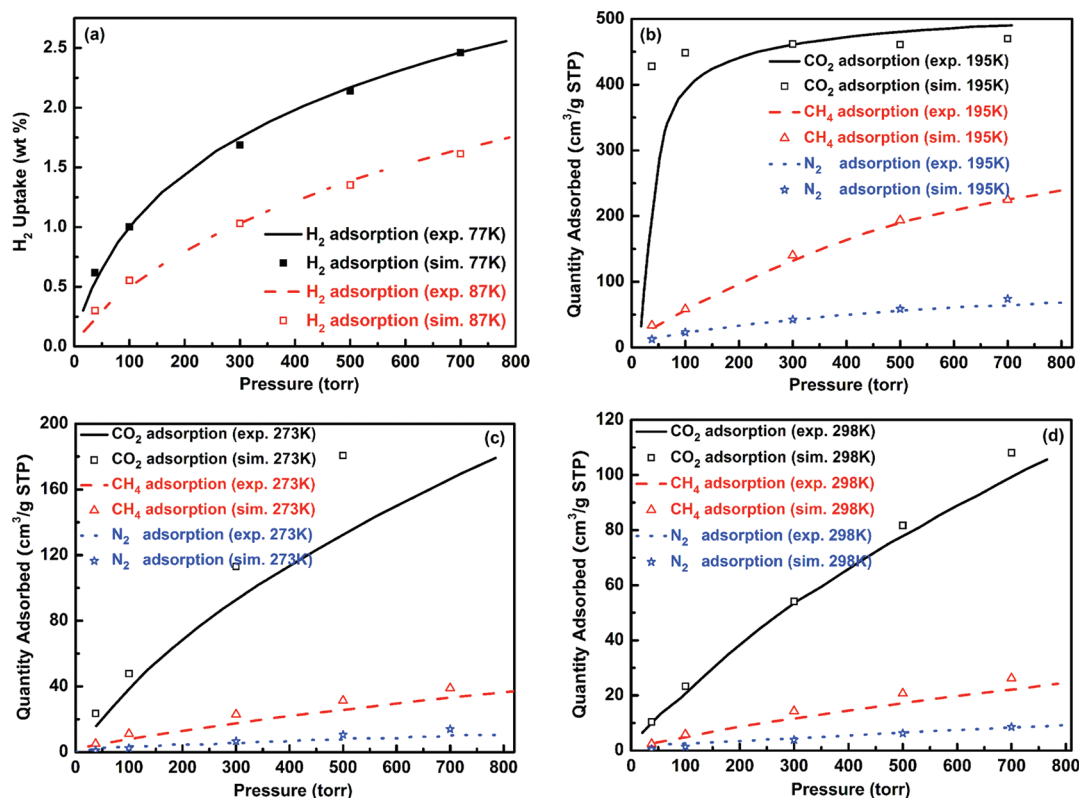 (a)
H2 Uptake (wt %)
2.5
2.0
1.5
1.0
0.5
0.0
H2 adsorption (exp. 77K)
H2 adsorption (sim. 77K)
H2 adsorption (exp. 87K)
H2 adsorption (sim. 87K)
0 100 200 300 400 500 600 700 800
Pressure (torr)
(b)
Quantity Adsorbed (cm³/g STP)
500
400
300
200
100
0
CO2 adsorption (exp. 195K)
CO2 adsorption (sim. 195K)
CH4 adsorption (exp. 195K)
CH4 adsorption (sim. 195K)
N2 adsorption (exp. 195K)
N2 adsorption (sim. 195K)
0 100 200 300 400 500 600 700 800
Pressure (torr)
(c)
Quantity Adsorbed (cm³/g STP)
200
160
120
80
40
0
CO2 adsorption (exp. 273K)
CO2 adsorption (sim. 273K)
CH4 adsorption (exp. 273K)
CH4 adsorption (sim. 273K)
N2 adsorption (exp. 273K)
N2 adsorption (sim. 273K)
0 100 200 300 400 500 600 700 800
Pressure (torr)
(d)
Quantity Adsorbed (cm³/g STP)
120
100
80
60
40
20
0
CO2 adsorption (exp. 298K)
CO2 adsorption (sim. 298K)
CH4 adsorption (exp. 298K)
CH4 adsorption (sim. 298K)
N2 adsorption (exp. 298K)
N2 adsorption (sim. 298K)
0 100 200 300 400 500 600 700 800
Pressure (torr)